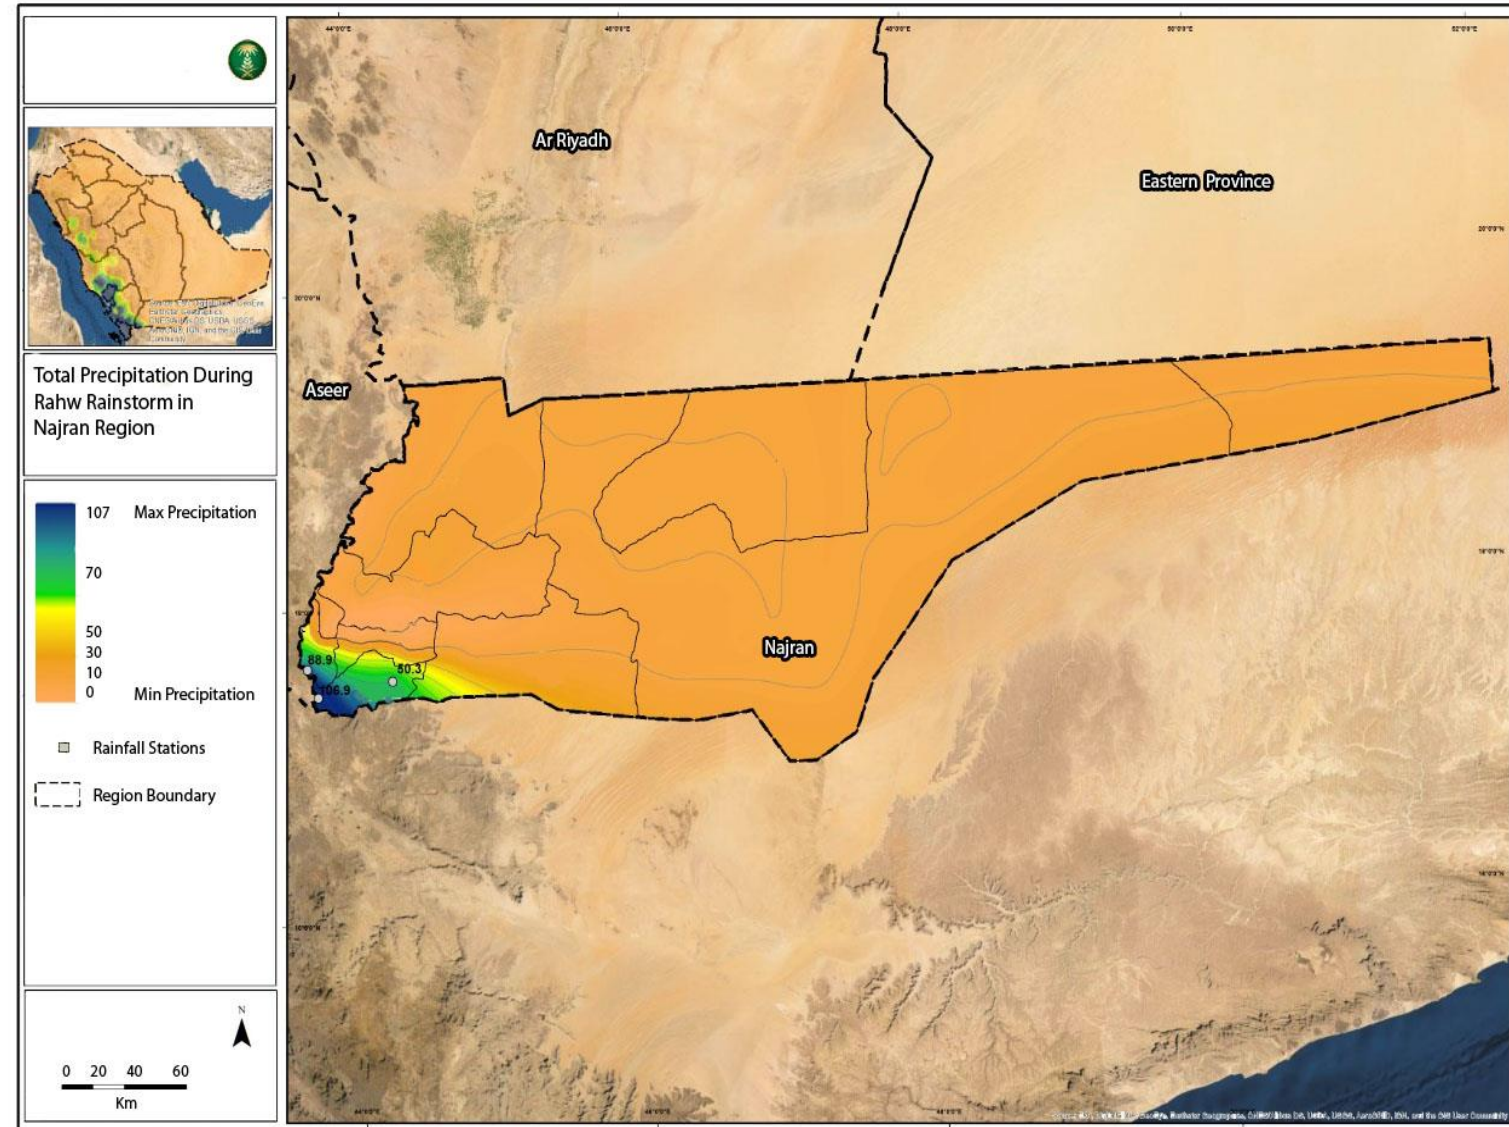 Total Precipitation During
Rahw Rainstorm in
Najran Region
107 Max Precipitation
70
50
30
10
0 Min Precipitation
Rainfall Stations
Region Boundary
N
0 20 40 60
Km
Ar Riyadh
Eastern Province
Aseer
Najran
88.9
50.3
106.9